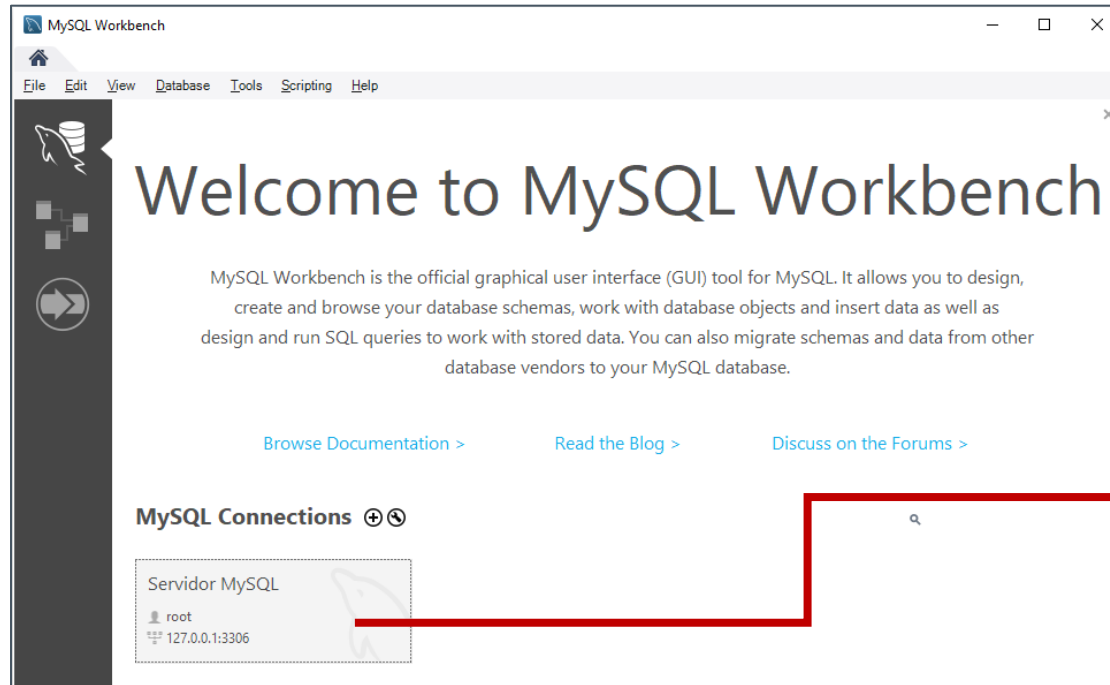 MySQL Workbench
File Edit View Database Tools Scripting Help
Welcome to MySQL Workbench
MySQL Workbench is the official graphical user interface (GUI) tool for MySQL. It allows you to design,
create and browse your database schemas, work with database objects and insert data as well as
design and run SQL queries to work with stored data. You can also migrate schemas and data from other
database vendors to your MySQL database.
Browse Documentation > Read the Blog > Discuss on the Forums >
MySQL Connections
Servidor MySQL
root
127.0.0.1:3306